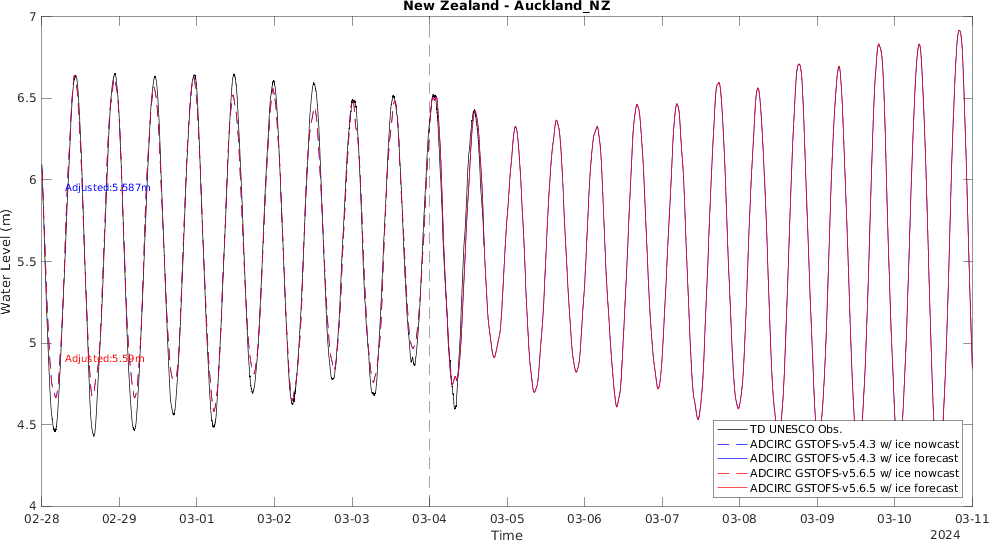 New Zealand - Auckland_NZ
7
6.5
6
5.5
5
4.5
4
Water Level (m)
Adjusted:5.587m
Adjusted:5.59m
TD UNESCO Obs.
ADCIRC GSTOFS-v5.4.3 w/ ice nowcast
ADCIRC GSTOFS-v5.4.3 w/ ice forecast
ADCIRC GSTOFS-v5.6.5 w/ ice nowcast
ADCIRC GSTOFS-v5.6.5 w/ ice forecast
02-28 02-29 03-01 03-02 03-03 03-04 03-05 03-06 03-07 03-08 03-09 03-10 03-11
Time
2024